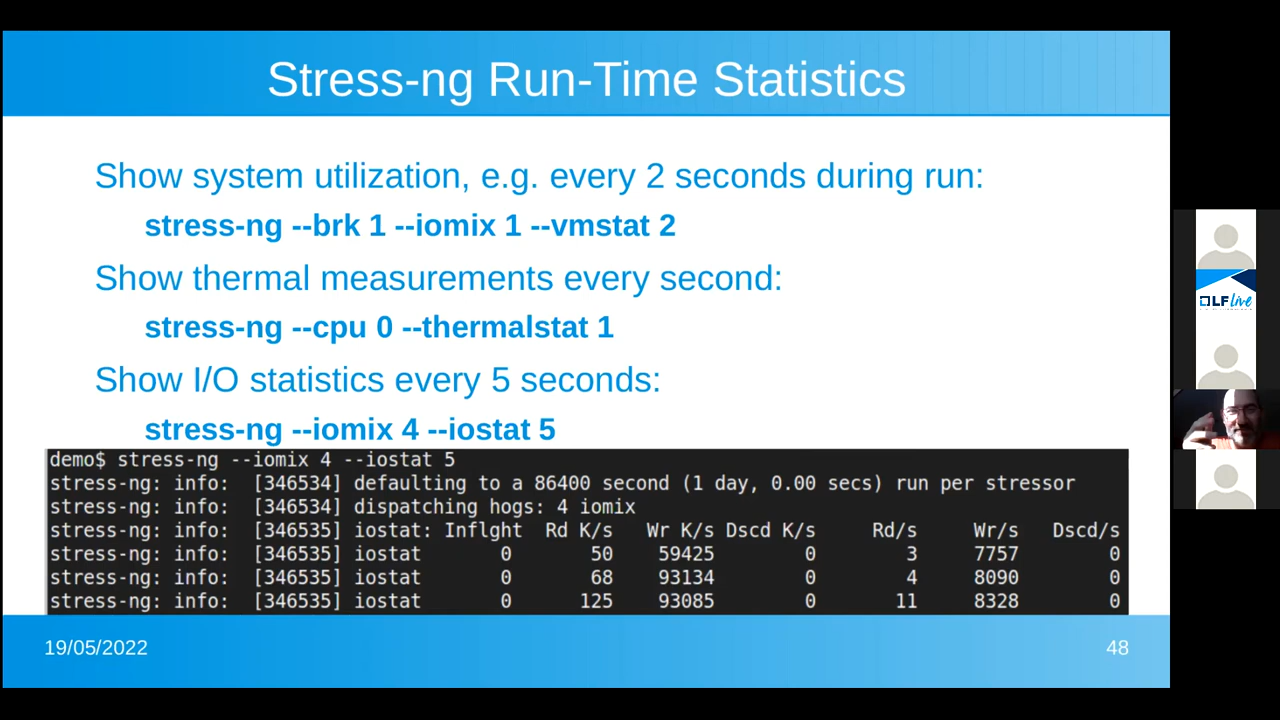 Stress-ng Run-Time Statistics
Show system utilization, e.g. every 2 seconds during run:
stress-ng --brk 1 --iomix 1 --vmstat 2
Show thermal measurements every second:
stress-ng --cpu 0 --thermalstat 1
Show I/O statistics every 5 seconds:
stress-ng --iomix 4 --iostat 5
demo$ stress-ng --iomix 4 --iostat 5
stress-ng: info:  [346534] defaulting to a 86400 second (1 day, 0.00 secs) run per stressor
stress-ng: info:  [346534] dispatching hogs: 4 iomix
stress-ng: info:  [346535] iostat: Inflght  Rd K/s   Wr K/s Dscd K/s     Rd/s     Wr/s   Dscd/s
stress-ng: info:  [346535] iostat       0       50    59425        0        3     7757        0
stress-ng: info:  [346535] iostat       0       68    93134        0        4     8090        0
stress-ng: info:  [346535] iostat       0      125    93085        0       11     8328        0
19/05/2022
48
LF Live